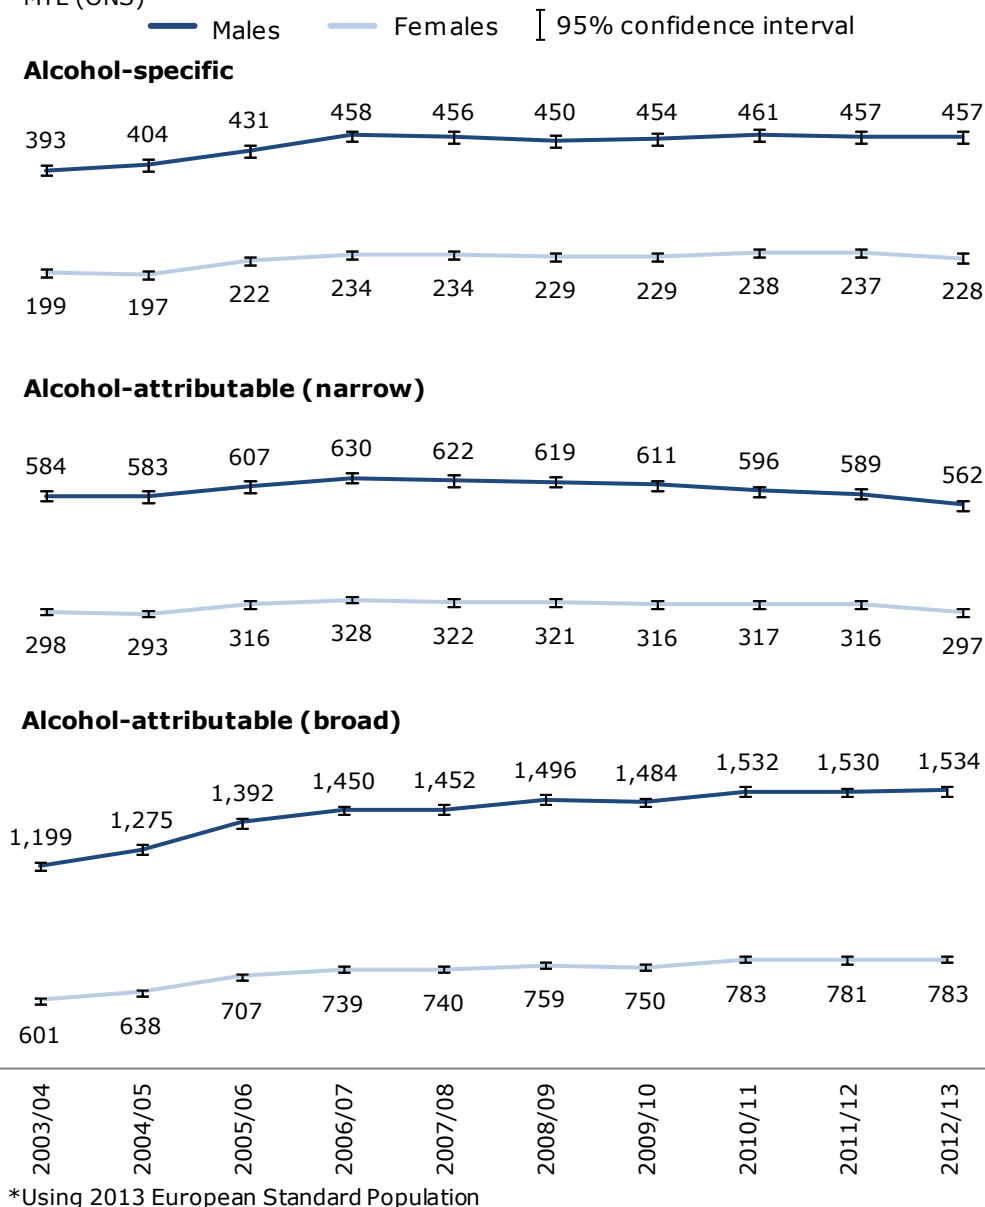 MYE (ONS)
Males Females 95% confidence interval
Alcohol-specific
393 404 431 458 456 450 454 461 457 457
199 197 222 234 234 229 229 238 237 228
Alcohol-attributable (narrow)
584 583 607 630 622 619 611 596 589 562
298 293 316 328 322 321 316 317 316 297
Alcohol-attributable (broad)
1,199 1,275 1,392 1,450 1,452 1,496 1,484 1,532 1,530 1,534
601 638 707 739 740 759 750 783 781 783
2003/04 2004/05 2005/06 2006/07 2007/08 2008/09 2009/10 2010/11 2011/12 2012/13
*Using 2013 European Standard Population